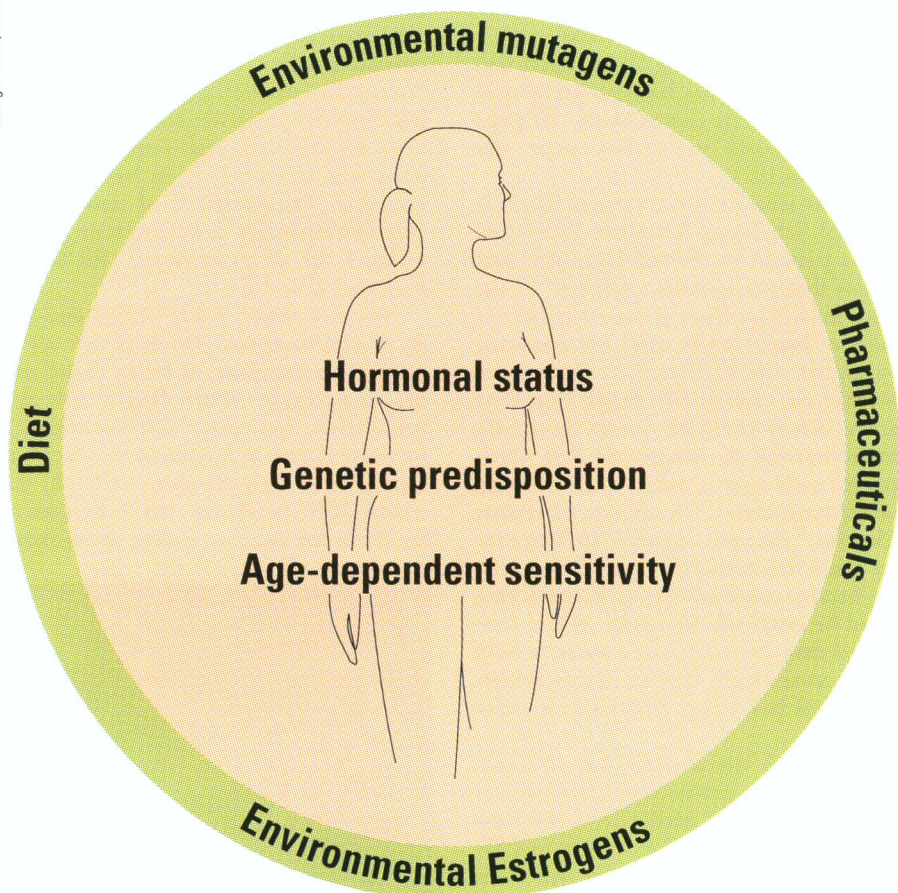 Environmental mutagens
Pharmaceuticals
Diet
Hormonal status
Genetic predisposition
Age-dependent sensitivity
Environmental Estrogens